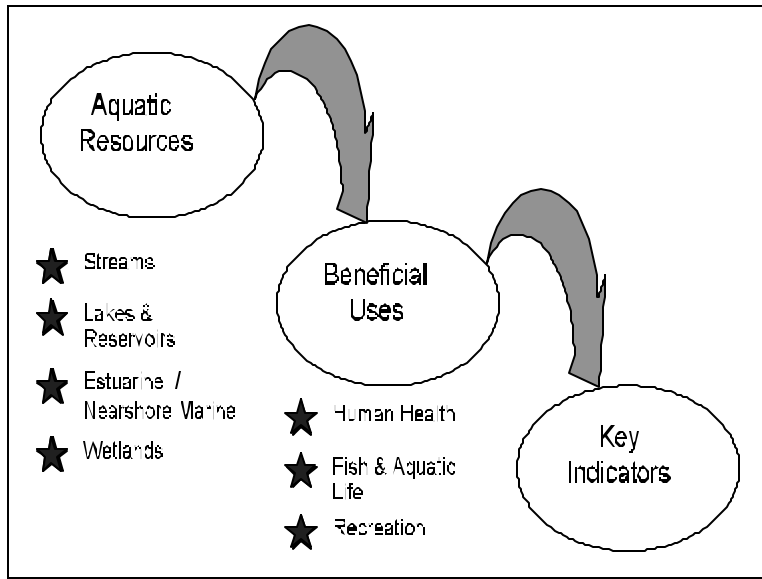 Aquatic
Resources
Streams
Lakes &
Reservoirs
Estuarine /
Nearshore Marine
Wetlands
Beneficial
Uses
Human Health
Fish & Aquatic
Life
Recreation
Key
Indicators